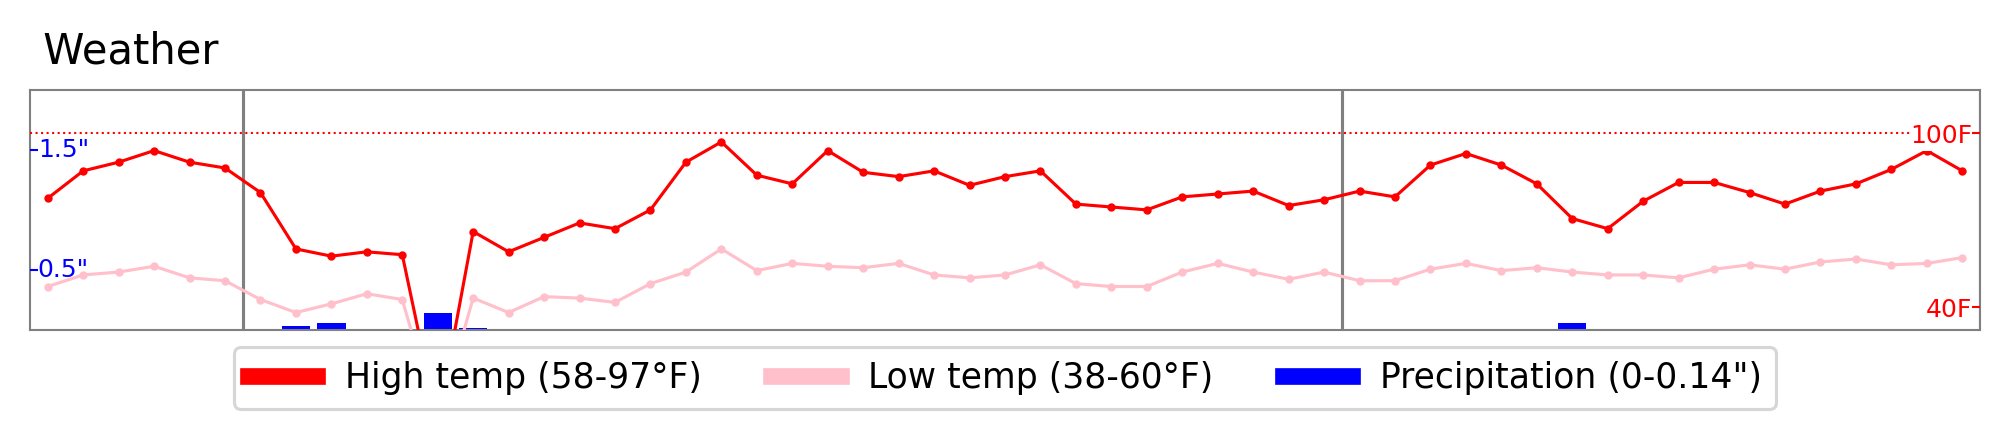 Weather
1.5"
100F
0.5"
40F
High temp (58-97°F) Low temp (38-60°F) Precipitation (0-0.14")